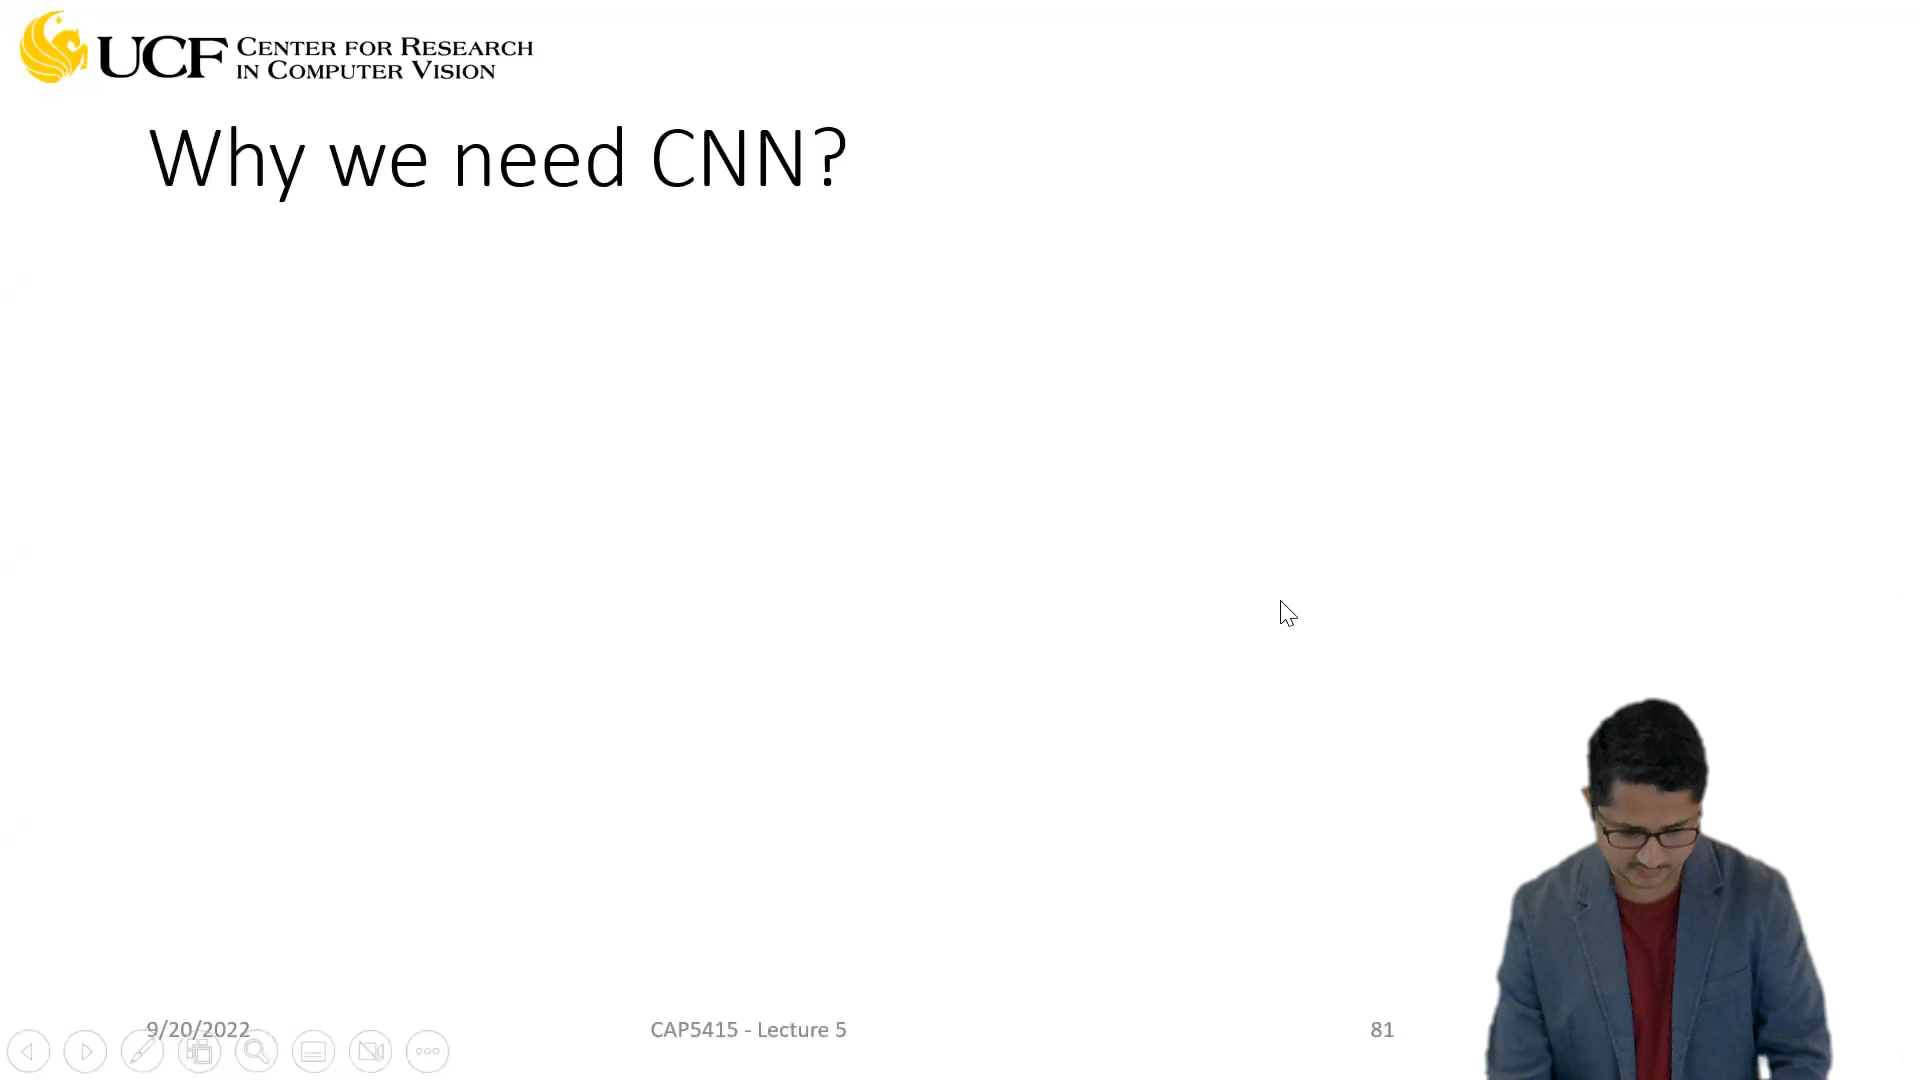 UCF CENTER FOR RESEARCH
IN COMPUTER VISION
Why we need CNN?
9/20/2022
CAP5415 - Lecture 5
81